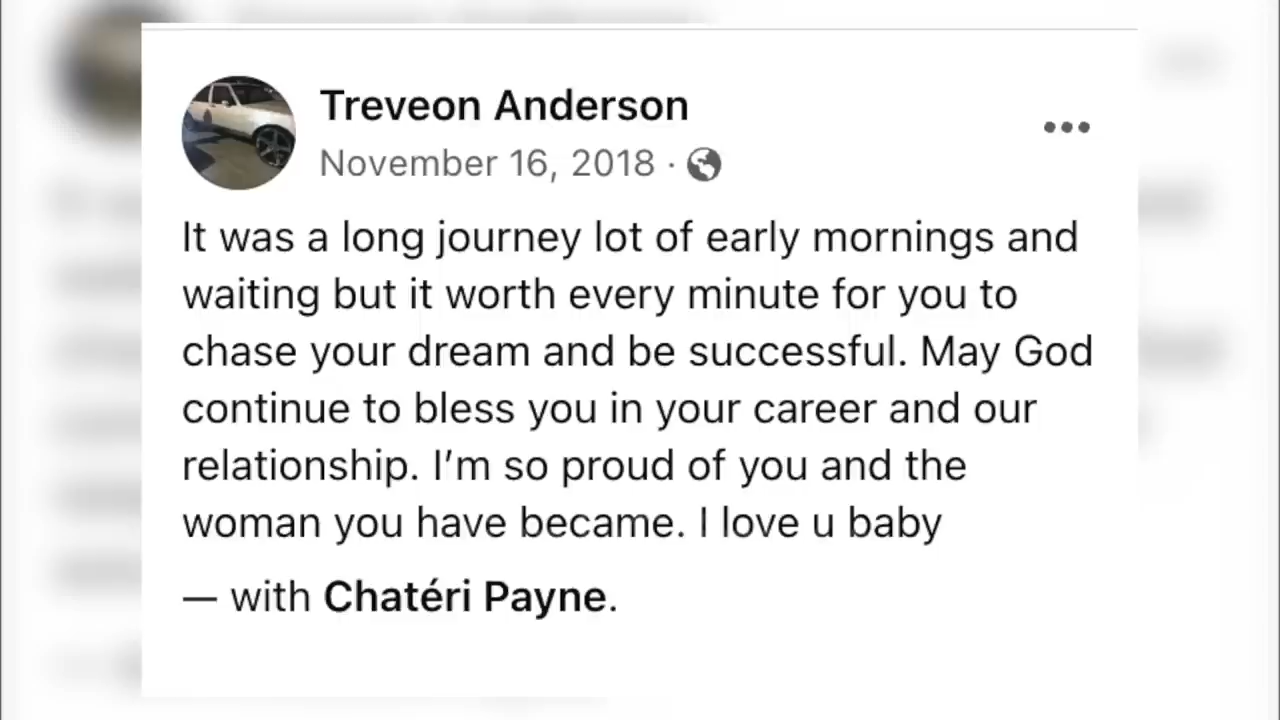 Treveon Anderson
November 16, 2018 ·
It was a long journey lot of early mornings and
waiting but it worth every minute for you to
chase your dream and be successful. May God
continue to bless you in your career and our
relationship. I’m so proud of you and the
woman you have became. I love u baby
— with Chatéri Payne.